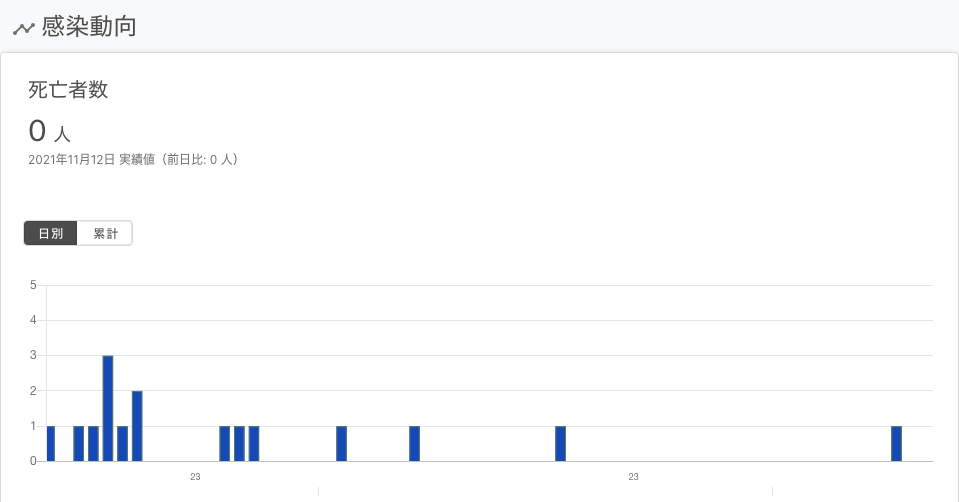 感染動向
死亡者数
0 人
2021年11月12日 実績値（前日比: 0 人）
日別 累計
5
4
3
2
1
0
23 23